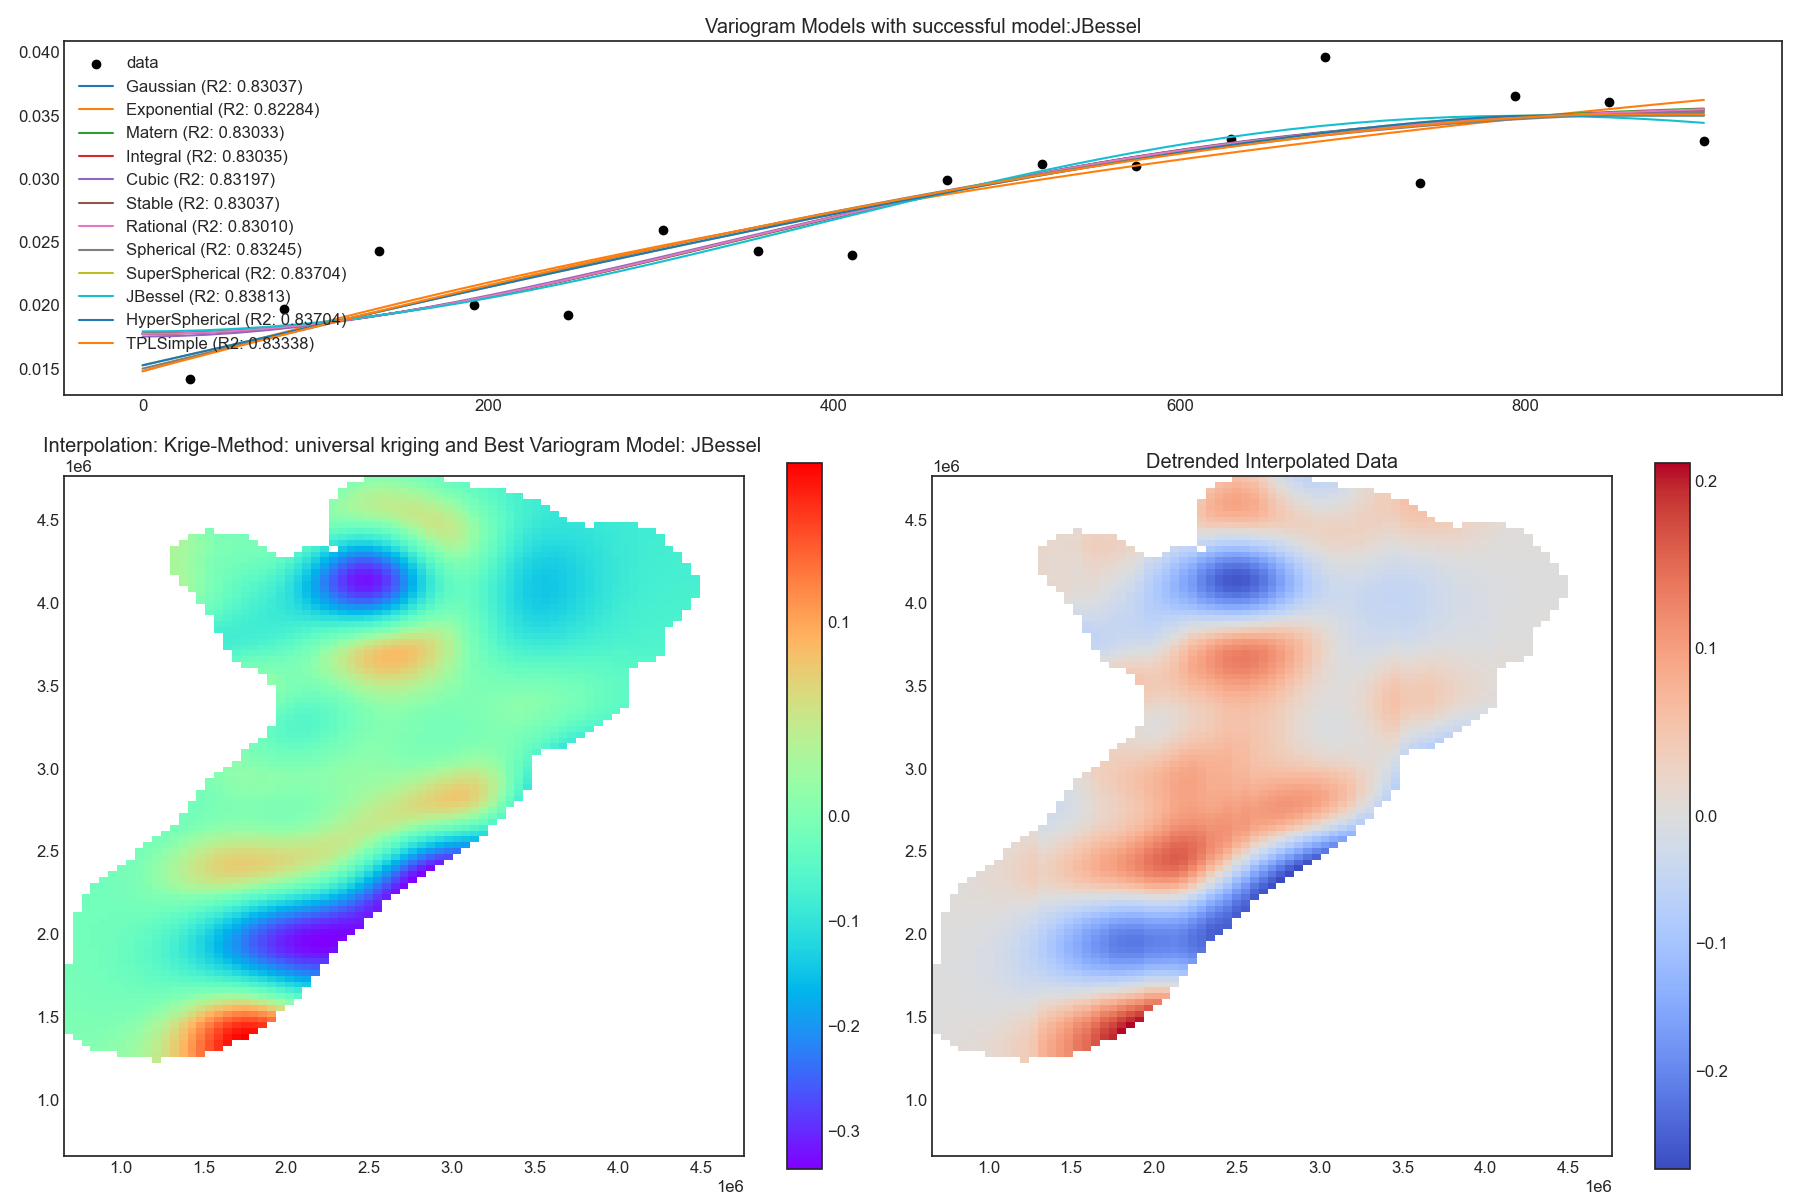 Variogram Models with successful model:JBessel
0.040
0.035
0.030
0.025
0.020
0.015
data
Gaussian (R2: 0.83037)
Exponential (R2: 0.82284)
Matern (R2: 0.83033)
Integral (R2: 0.83035)
Cubic (R2: 0.83197)
Stable (R2: 0.83037)
Rational (R2: 0.83010)
Spherical (R2: 0.83245)
SuperSpherical (R2: 0.83704)
JBessel (R2: 0.83813)
HyperSpherical (R2: 0.83704)
TPLSimple (R2: 0.83338)
0 200 400 600 800
Interpolation: Krige-Method: universal kriging and Best Variogram Model: JBessel
1e6
4.5
4.0
3.5
3.0
2.5
2.0
1.5
1.0
1.0 1.5 2.0 2.5 3.0 3.5 4.0 4.5
1e6
0.1
0.0
−0.1
−0.2
−0.3
Detrended Interpolated Data
1e6
4.5
4.0
3.5
3.0
2.5
2.0
1.5
1.0
1.0 1.5 2.0 2.5 3.0 3.5 4.0 4.5
1e6
0.2
0.1
0.0
−0.1
−0.2